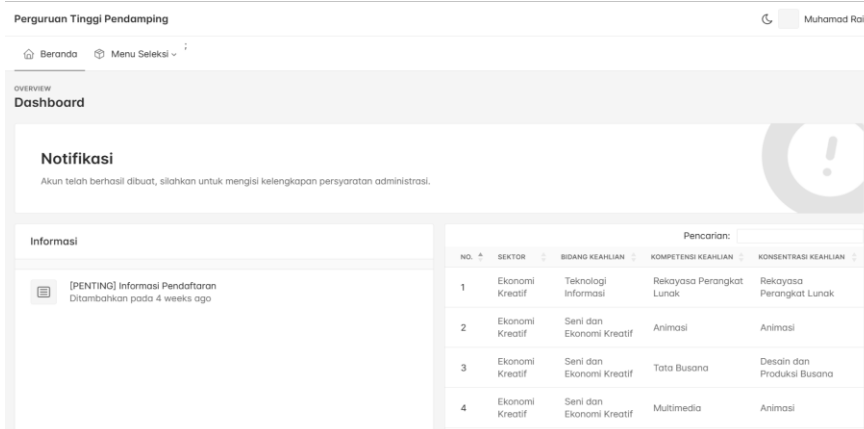 Perguruan Tinggi Pendamping
Muhamad Rai
Beranda
Menu Seleksi
OVERVIEW
Dashboard
Notifikasi
Akun telah berhasil dibuat, silahkan untuk mengisi kelengkapan persyaratan administrasi.
Informasi
[PENTING] Informasi Pendaftaran
Ditambahkan pada 4 weeks ago
Pencarian:
NO. SEKTOR BIDANG KEAHLIAN KOMPETENSI KEAHLIAN KONSENTRASI KEAHLIAN
1 Ekonomi Teknologi Rekayasa Perangkat Rekayasa
Kreatif Informasi Lunak Perangkat Lunak
2 Ekonomi Seni dan Animasi Animasi
Kreatif Ekonomi Kreatif
3 Ekonomi Seni dan Tata Busana Desain dan
Kreatif Ekonomi Kreatif Produksi Busana
4 Ekonomi Seni dan Multimedia Animasi
Kreatif Ekonomi Kreatif